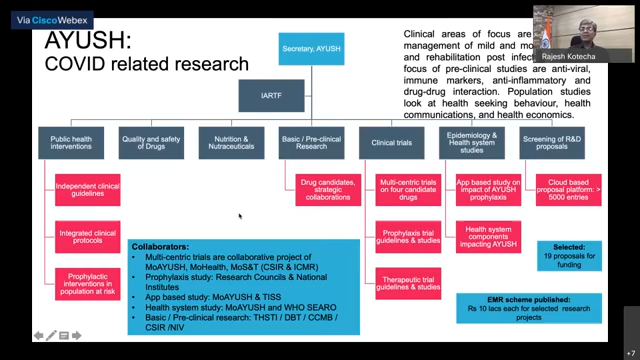 Via Cisco Webex
AYUSH:
COVID related research
Secretary, AYUSH
IARTF
Clinical areas of focus are
management of mild and mo
and rehabilitation post infec
focus of pre-clinical studies are anti-viral,
immune markers, anti-inflammatory and
drug-drug interaction. Population studies
look at health seeking behaviour, health
communications, and health economics.
Rajesh Kotecha
Public health
interventions
Quality and safety
of Drugs
Nutrition &
Nutraceuticals
Basic / Pre-clinical
Research
Clinical trials
Epidemiology &
Health system
studies
Screening of R&D
proposals
Independent clinical
guidelines
Integrated clinical
protocols
Prophylactic interventions
in population at risk
Drug candidates,
strategic
collaborations
Multi-centric trials
on four candidate
drugs
Prophylaxis trial
guidelines & studies
Therapeutic trial
guidelines & studies
App based study on
impact of AYUSH
prophylaxis
Health system
components
impacting AYUSH
Cloud based
proposal platform: >
5000 entries
Collaborators:
• Multi-centric trials are collaborative project of
MoAYUSH, MoHealth, MoS&T (CSIR & ICMR)
• Prophylaxis study: Research Councils & National
Institutes
• App based study: MoAYUSH & TISS
• Health system study: MoAYUSH and WHO SEARO
• Basic / Pre-clinical research: THSTI / DBT / CCMB /
CSIR /NIV
Selected:
19 proposals for
funding
EMR scheme published:
Rs 10 lacs each for selected research
projects
+7